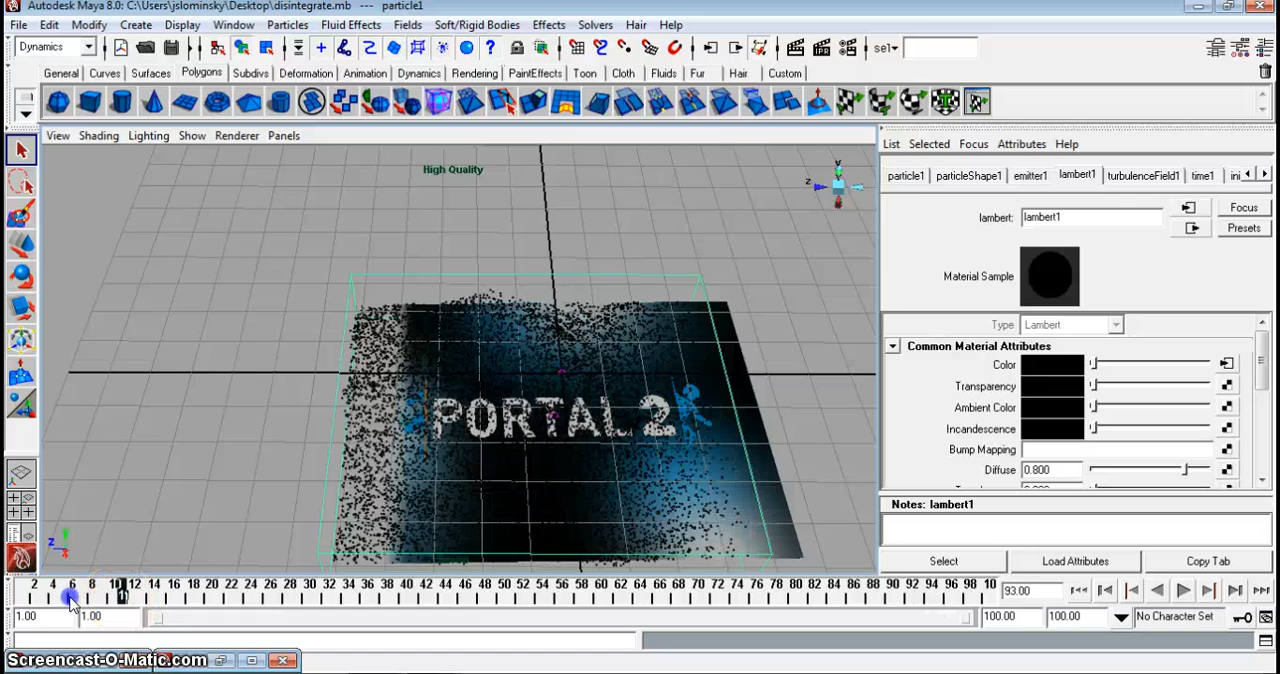 Autodesk Maya 8.0: C:\Users\jslominsky\Desktop\disintegrate.mb --- particle1
File Edit Modify Create Display Window Particles Fluid Effects Fields Soft/Rigid Bodies Effects Solvers Hair Help
Dynamics sel
General Curves Surfaces Polygons Subdivs Deformation Animation Dynamics Rendering PaintEffects Toon Cloth Fluids Fur Hair Custom
View Shading Lighting Show Renderer Panels
List Selected Focus Attributes Help
High Quality
particle1 particleShape1 emitter1 lambert1 turbulenceField1 time1
lambert: lambert1 Focus
Presets
Material Sample
Type Lambert
Common Material Attributes
Color
Transparency
Ambient Color
Incandescence
Bump Mapping
Diffuse 0.800
PORTAL 2
Notes: lambert1
Select Load Attributes Copy Tab
2 4 6 8 10 12 14 16 18 20 22 24 26 28 30 32 34 36 38 40 42 44 46 48 50 52 54 56 58 60 62 64 66 68 70 72 74 76 78 80 82 84 86 88 90 92 94 96 98 10 93.00
11
1.00 1.00 100.00 100.00 No Character Set
Screencast-O-Matic.com